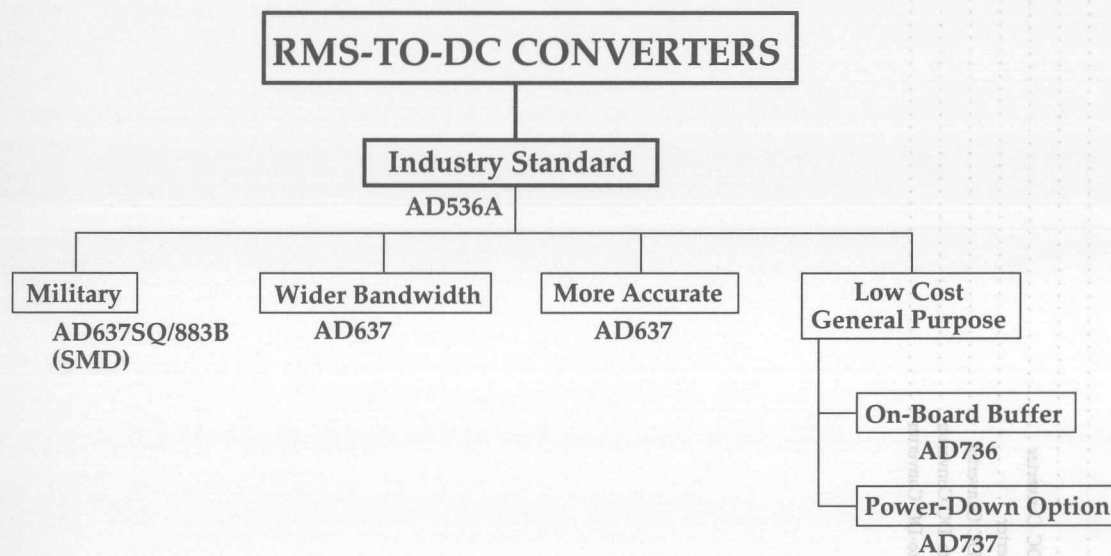 RMS-TO-DC CONVERTERS
Industry Standard
AD536A
Military
AD637SQ/883B
(SMD)
Wider Bandwidth
AD637
More Accurate
AD637
Low Cost
General Purpose
On-Board Buffer
AD736
Power-Down Option
AD737